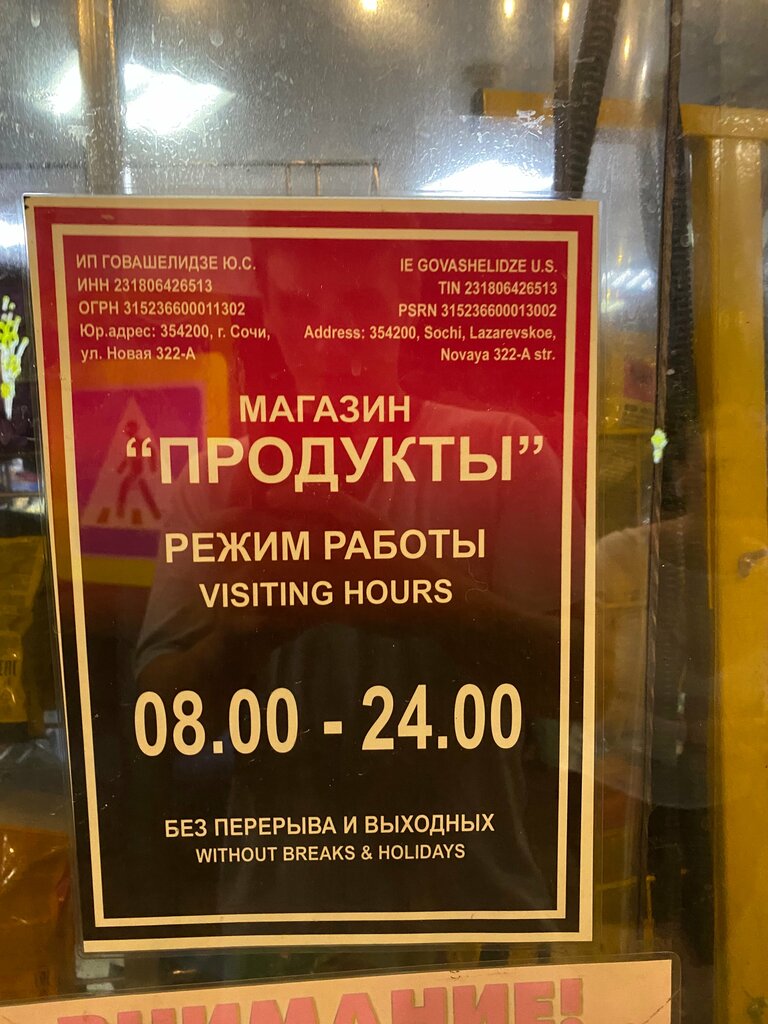 ИП ГОВАШЕЛИДЗЕ Ю.С.
ИНН 231806426513
ОГРН 315236600011302
Юр.адрес: 354200, г. Сочи,
ул. Новая 322-А
IE GOVASHELIDZE U.S.
TIN 231806426513
PSRN 315236600013002
Address: 354200, Sochi, Lazarevskoe,
Novaya 322-A str.
МАГАЗИН
“ПРОДУКТЫ”
РЕЖИМ РАБОТЫ
VISITING HOURS
08.00 - 24.00
БЕЗ ПЕРЕРЫВА И ВЫХОДНЫХ
WITHOUT BREAKS & HOLIDAYS
ВНИМАНИЕ!